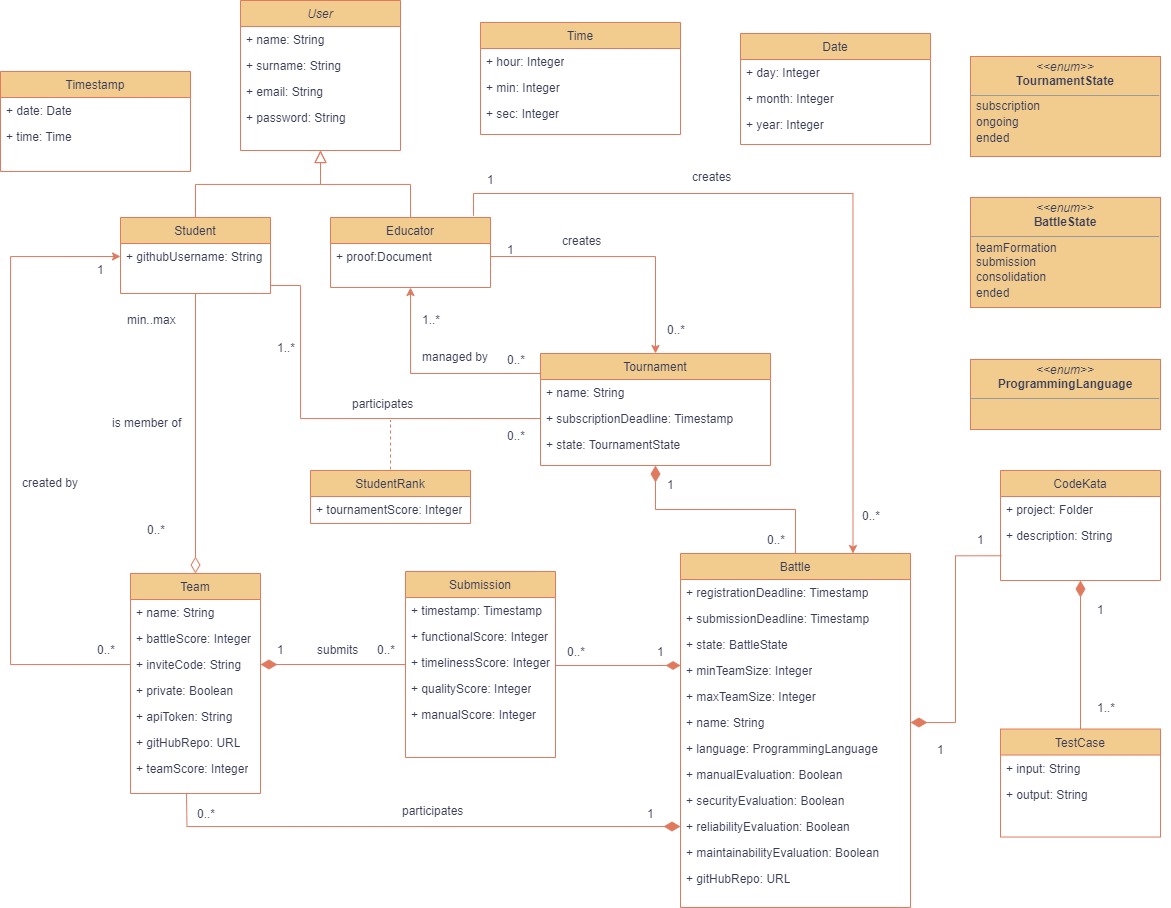 User
+ name: String
+ surname: String
+ email: String
+ password: String
Time
+ hour: Integer
+ min: Integer
+ sec: Integer
Date
+ day: Integer
+ month: Integer
+ year: Integer
<<enum>>
TournamentState
subscription
ongoing
ended
Timestamp
+ date: Date
+ time: Time
1
creates
<<enum>>
BattleState
teamFormation
submission
consolidation
ended
Student
+ githubUsername: String
1
Educator
+ proof:Document
1
creates
0..*
min..max
1..*
1..*
managed by
0..*
Tournament
+ name: String
+ subscriptionDeadline: Timestamp
+ state: TournamentState
<<enum>>
ProgrammingLanguage
participates
0..*
is member of
created by
StudentRank
+ tournamentScore: Integer
1
0..*
0..*
0..*
CodeKata
+ project: Folder
+ description: String
1
1
1..*
Team
+ name: String
+ battleScore: Integer
+ inviteCode: String
+ private: Boolean
+ apiToken: String
+ gitHubRepo: URL
+ teamScore: Integer
0..*
1
submits
0..*
Submission
+ timestamp: Timestamp
+ functionalScore: Integer
+ timelinessScore: Integer
+ qualityScore: Integer
+ manualScore: Integer
0..*
1
Battle
+ registrationDeadline: Timestamp
+ submissionDeadline: Timestamp
+ state: BattleState
+ minTeamSize: Integer
+ maxTeamSize: Integer
+ name: String
+ language: ProgrammingLanguage
+ manualEvaluation: Boolean
+ securityEvaluation: Boolean
+ reliabilityEvaluation: Boolean
+ maintainabilityEvaluation: Boolean
+ gitHubRepo: URL
1
TestCase
+ input: String
+ output: String
0..*
participates
1